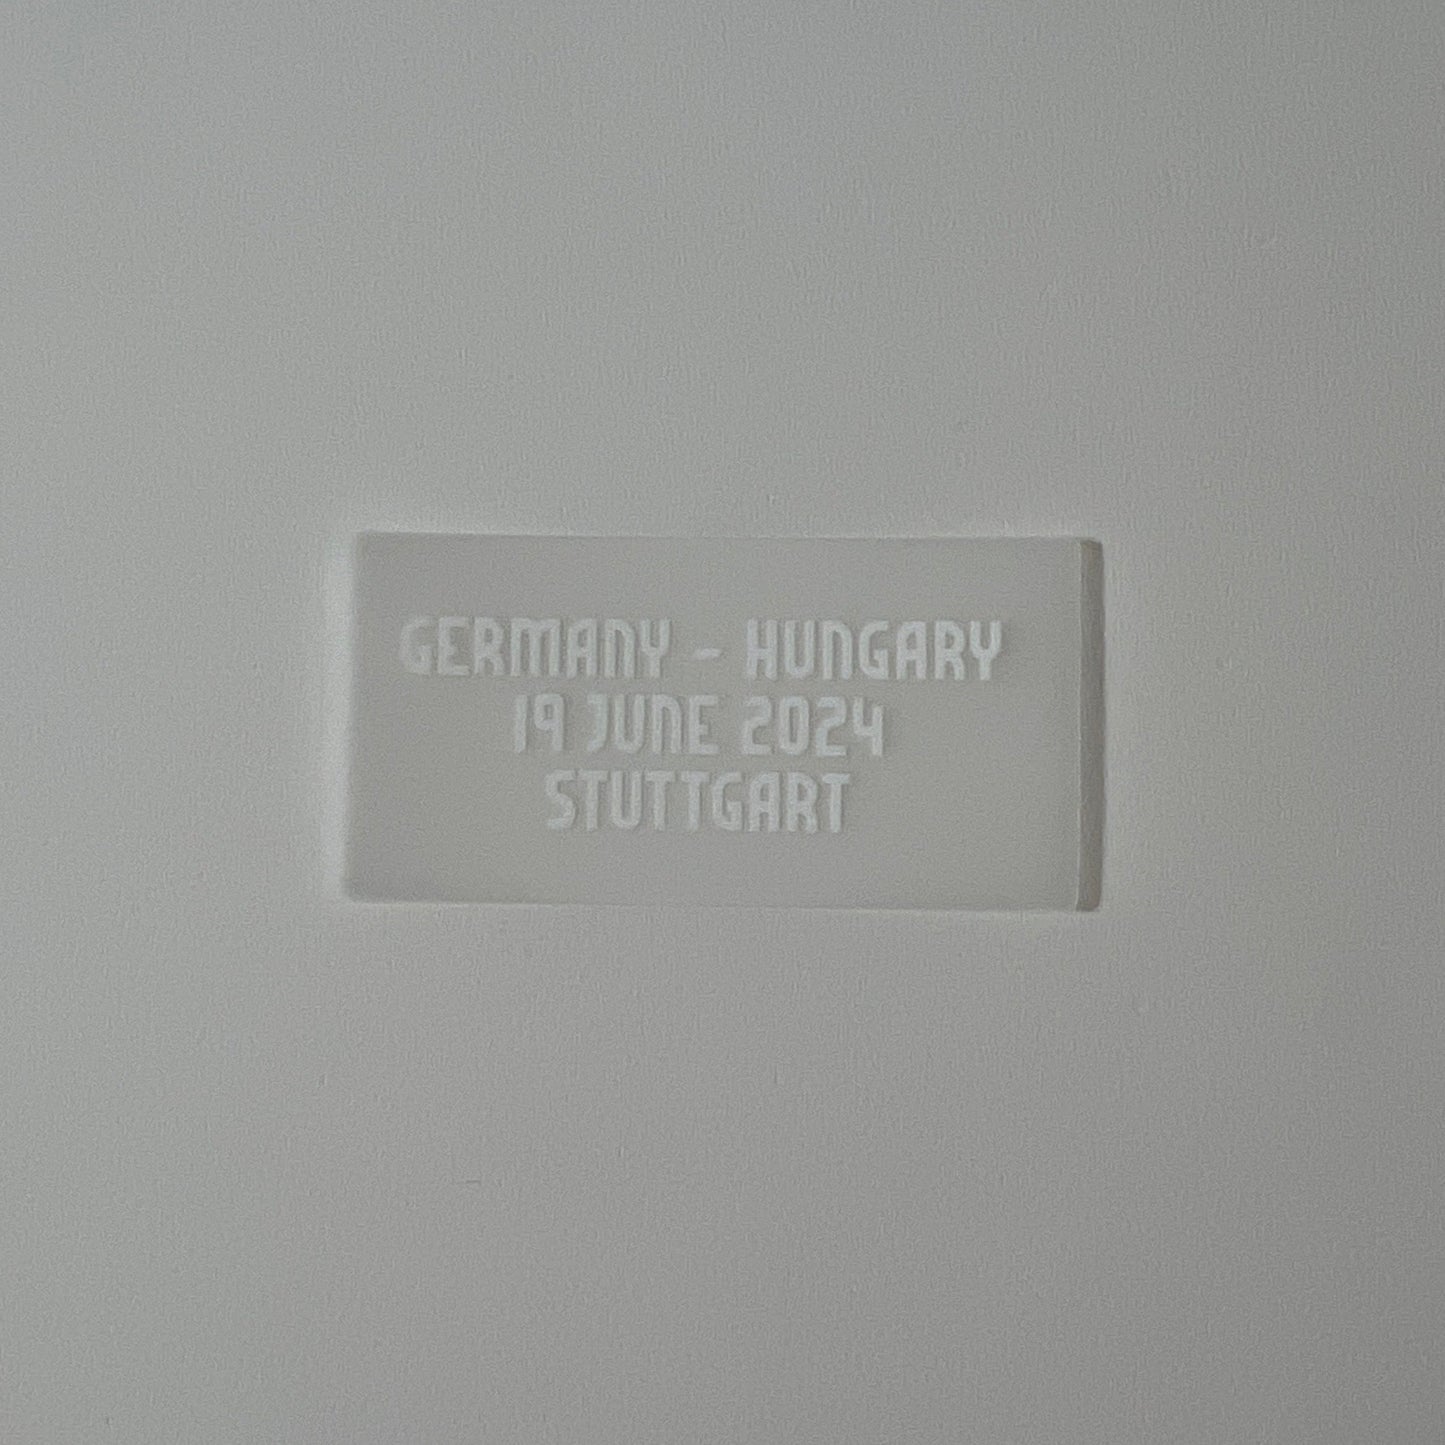 GERMANY - HUNGARY
19 JUNE 2024
STUTTGART